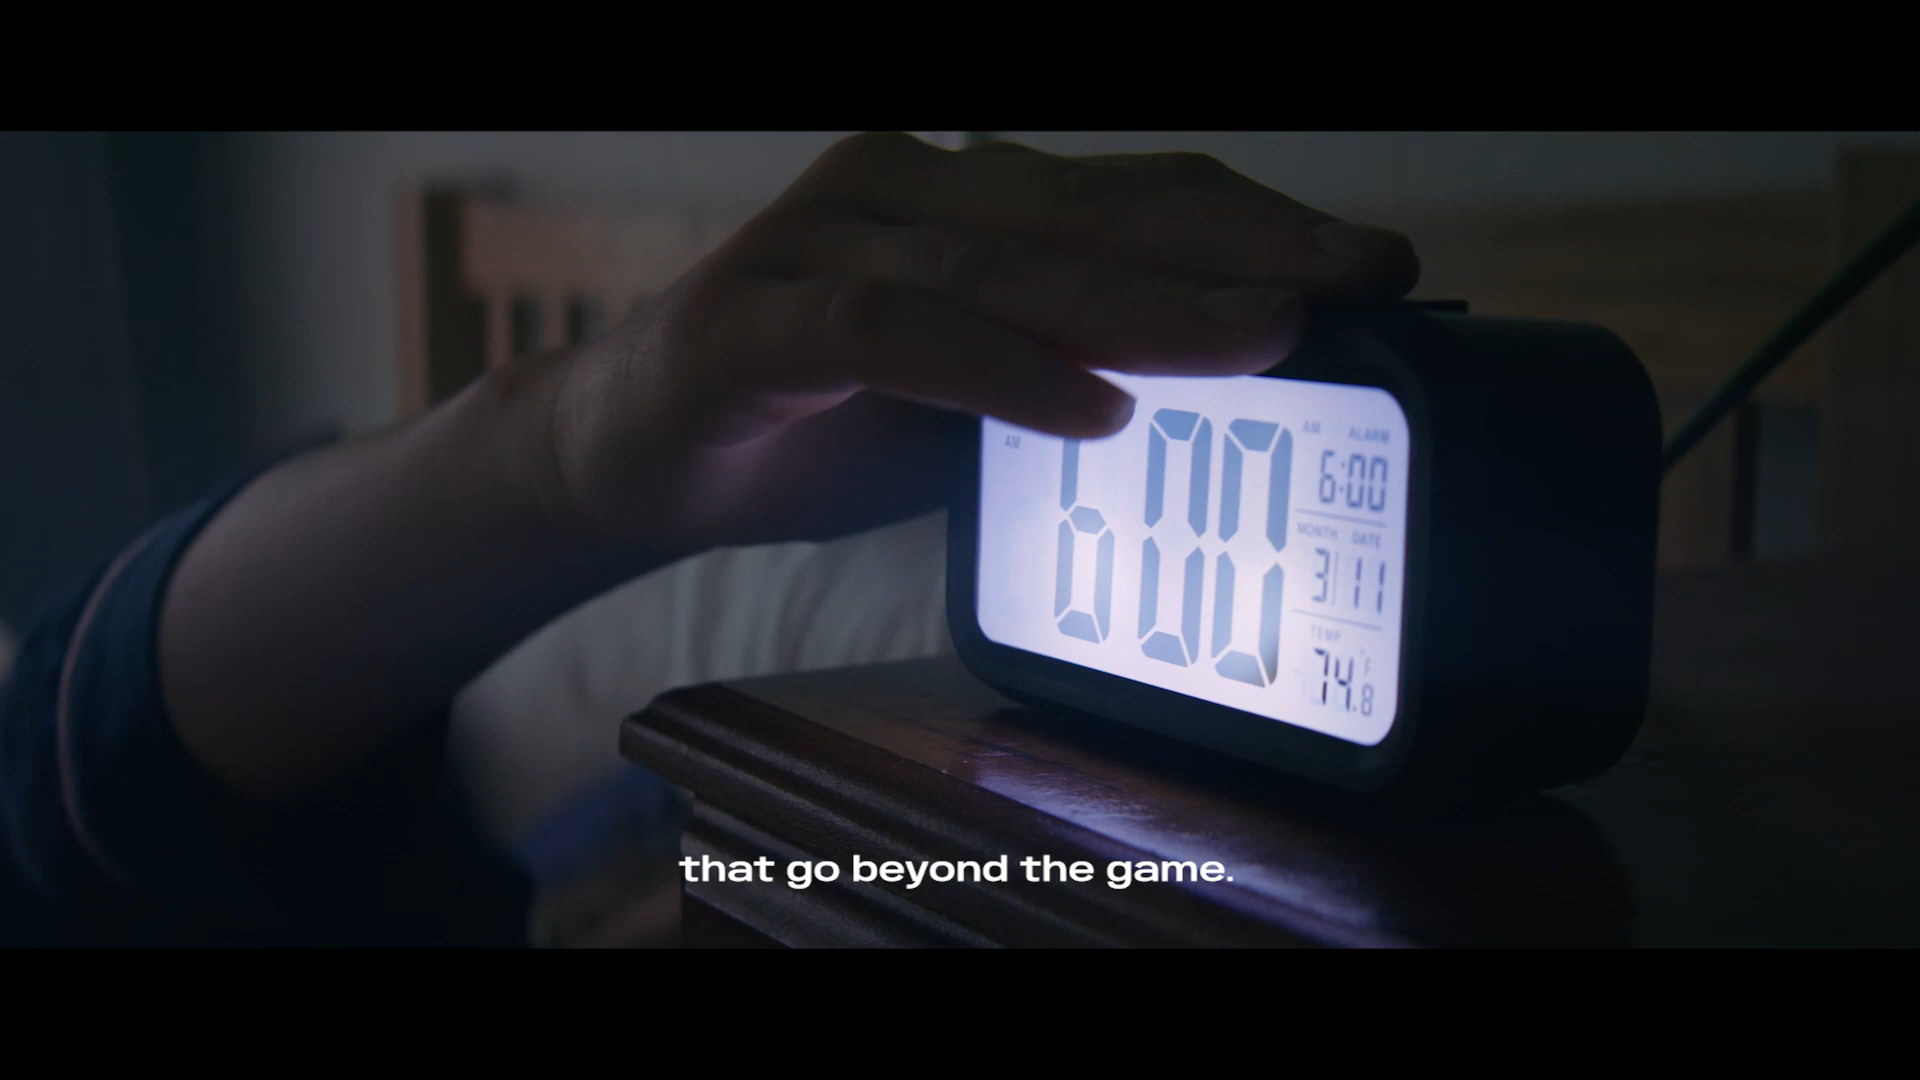 AM
6:00
AM ALARM
6:00
MONTH DATE
3 11
TEMP
74.8 °F
that go beyond the game.